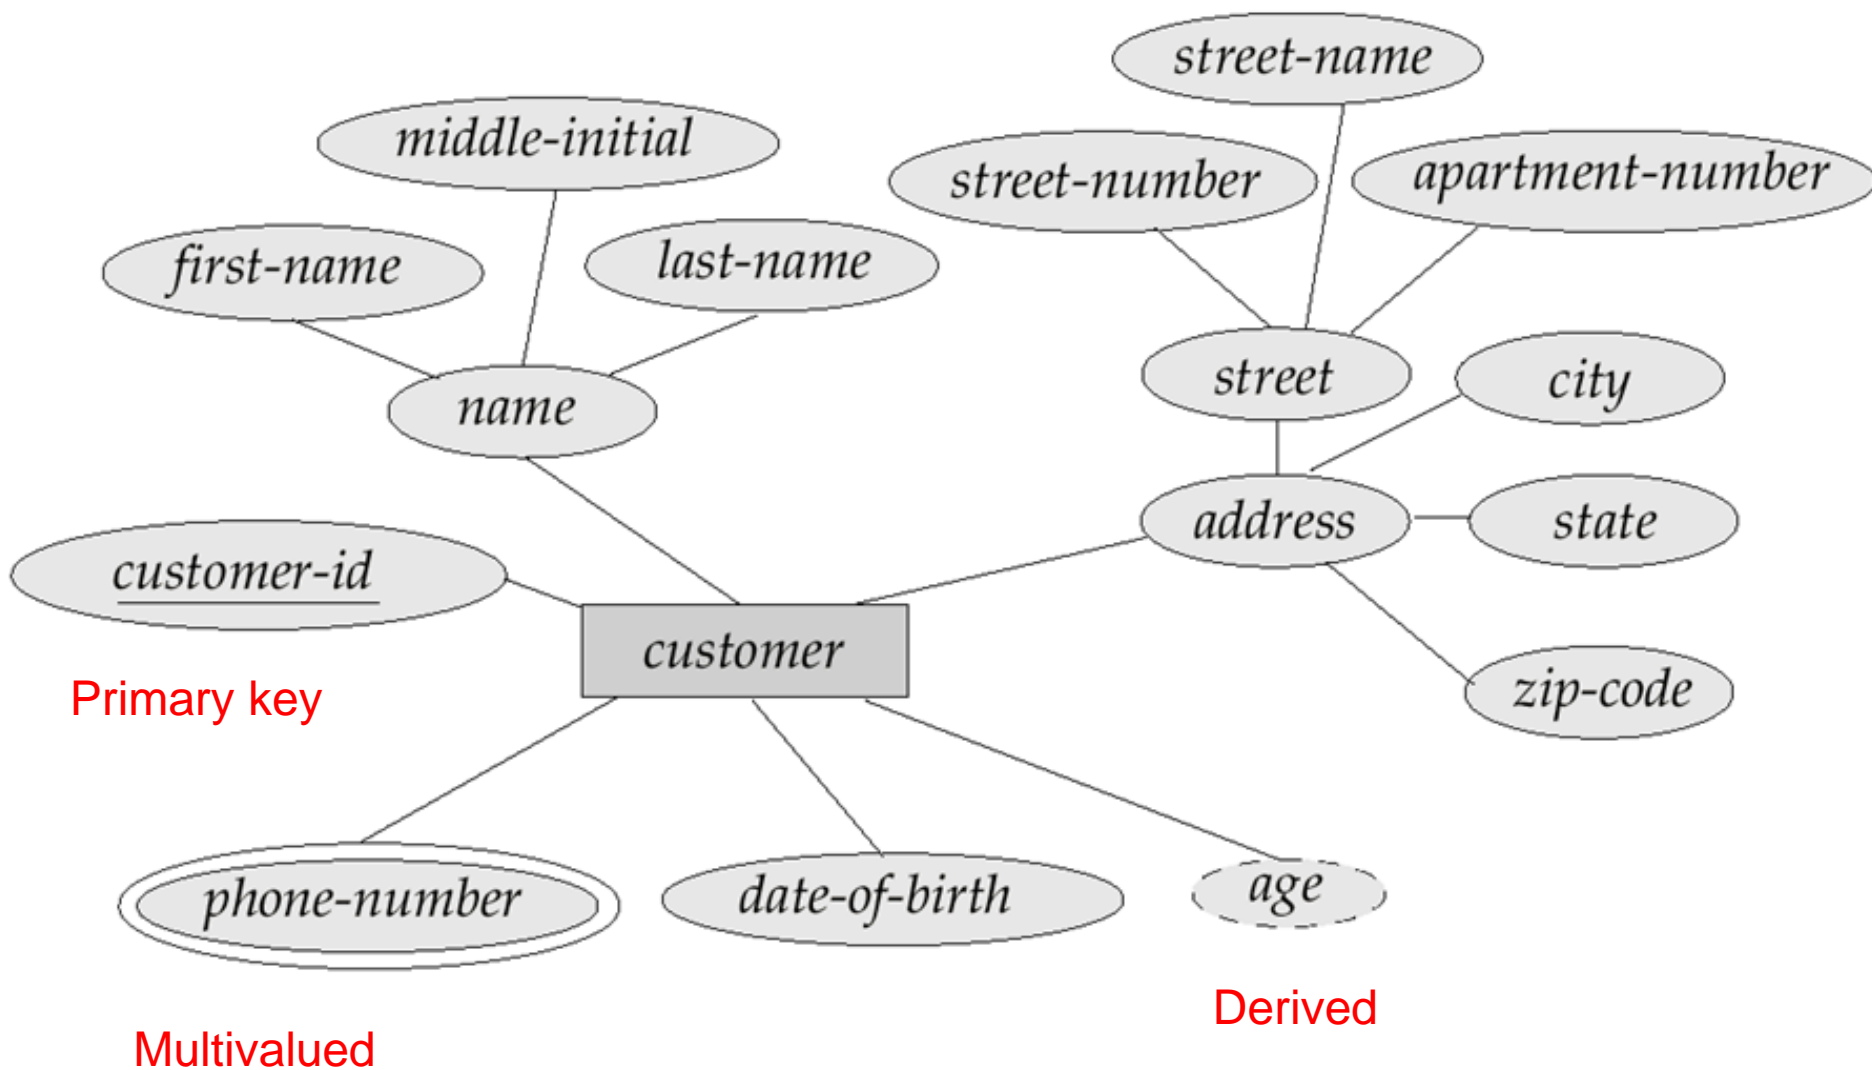 street-name
middle-initial
street-number
apartment-number
first-name
last-name
name
street
city
address
state
customer-id
customer
zip-code
Primary key
phone-number
date-of-birth
age
Derived
Multivalued